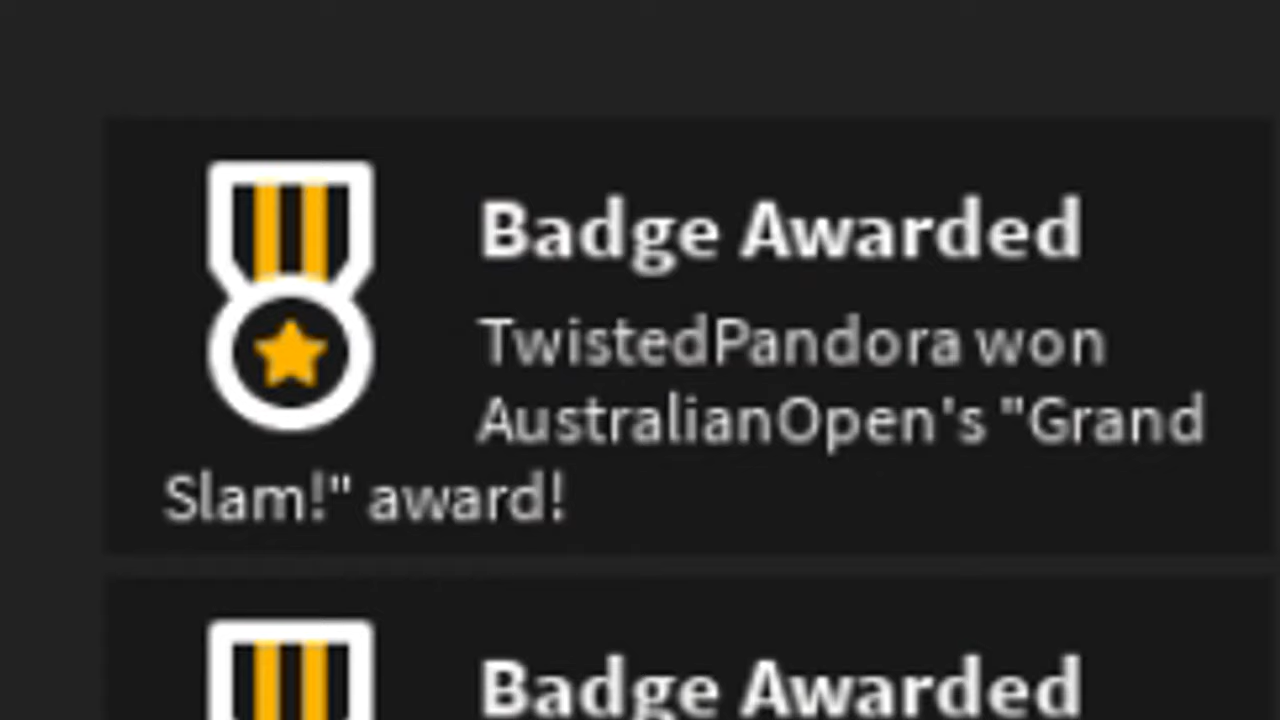 Badge Awarded
TwistedPandora won
AustralianOpen's "Grand
Slam!" award!
Badge Awarded